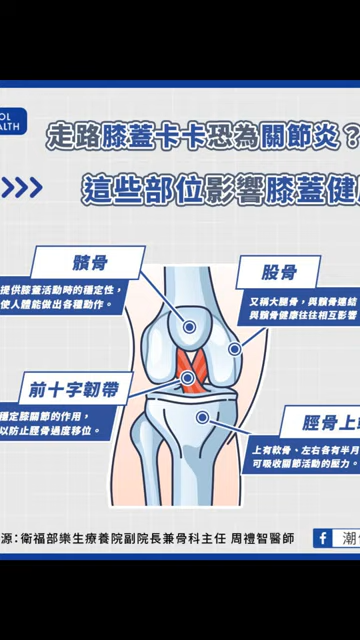 OL
ALTH
走路膝蓋卡卡恐為關節炎？
這些部位影響膝蓋健
髕骨
提供膝蓋活動時的穩定性，
使人體能做出各種動作。
股骨
又稱大腿骨，與髕骨連結
與髕骨健康往往相互影響
前十字韌帶
穩定膝關節的作用，
以防止脛骨過度移位。
脛骨上
上有軟骨、左右各有半月
可吸收關節活動的壓力。
源：衛福部樂生療養院副院長兼骨科主任 周禮智醫師
潮